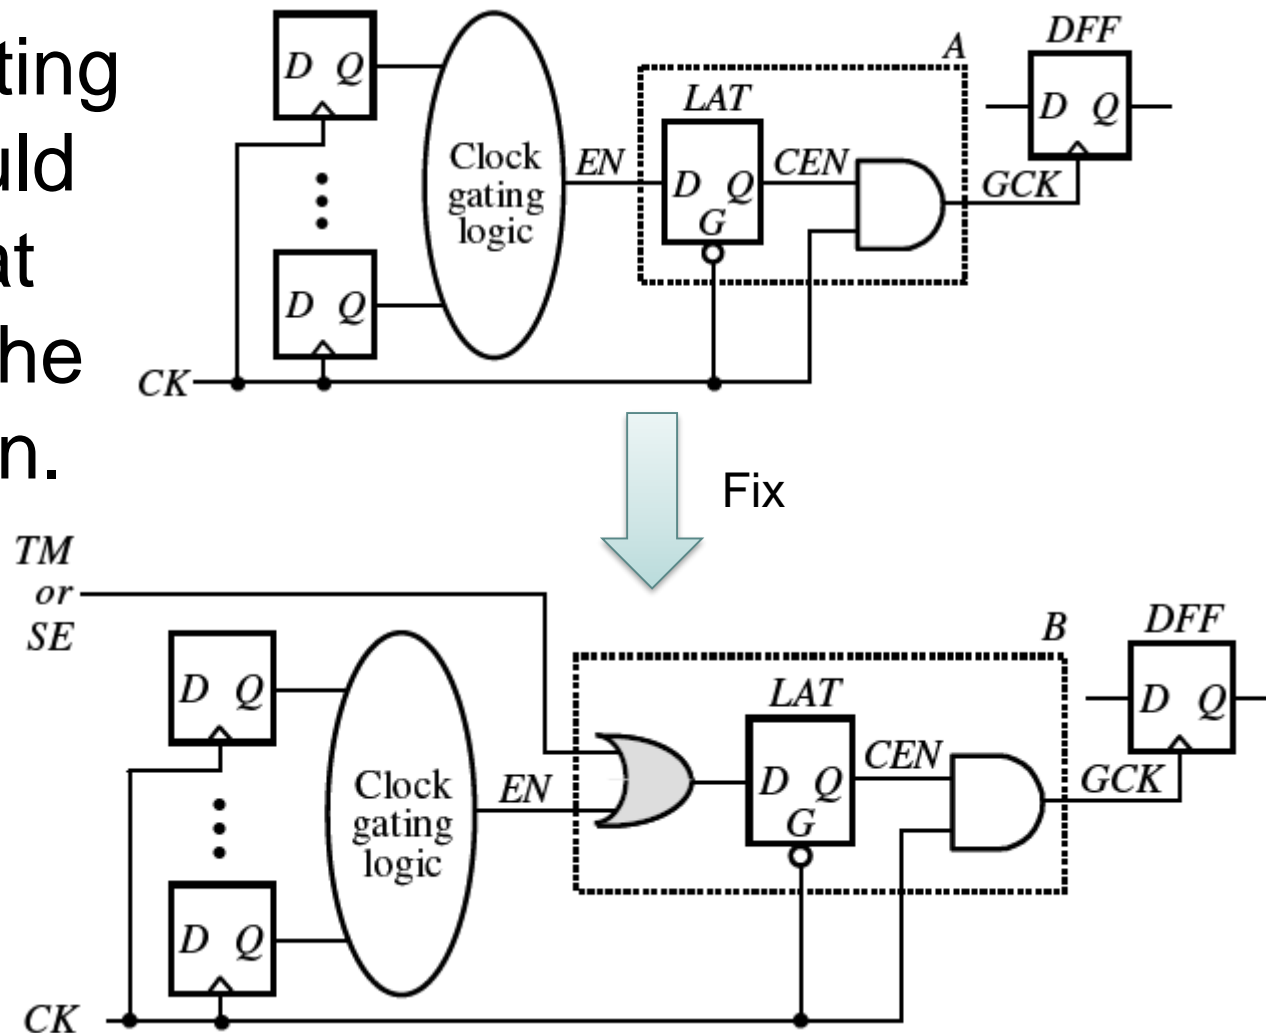 ting
uld
at
he
n.
D Q
D Q
Clock
gating
logic
EN
A
LAT
D Q
G
CEN
GCK
DFF
D Q
CK
Fix
TM
or
SE
D Q
D Q
Clock
gating
logic
EN
B
LAT
D Q
G
CEN
GCK
DFF
D Q
CK